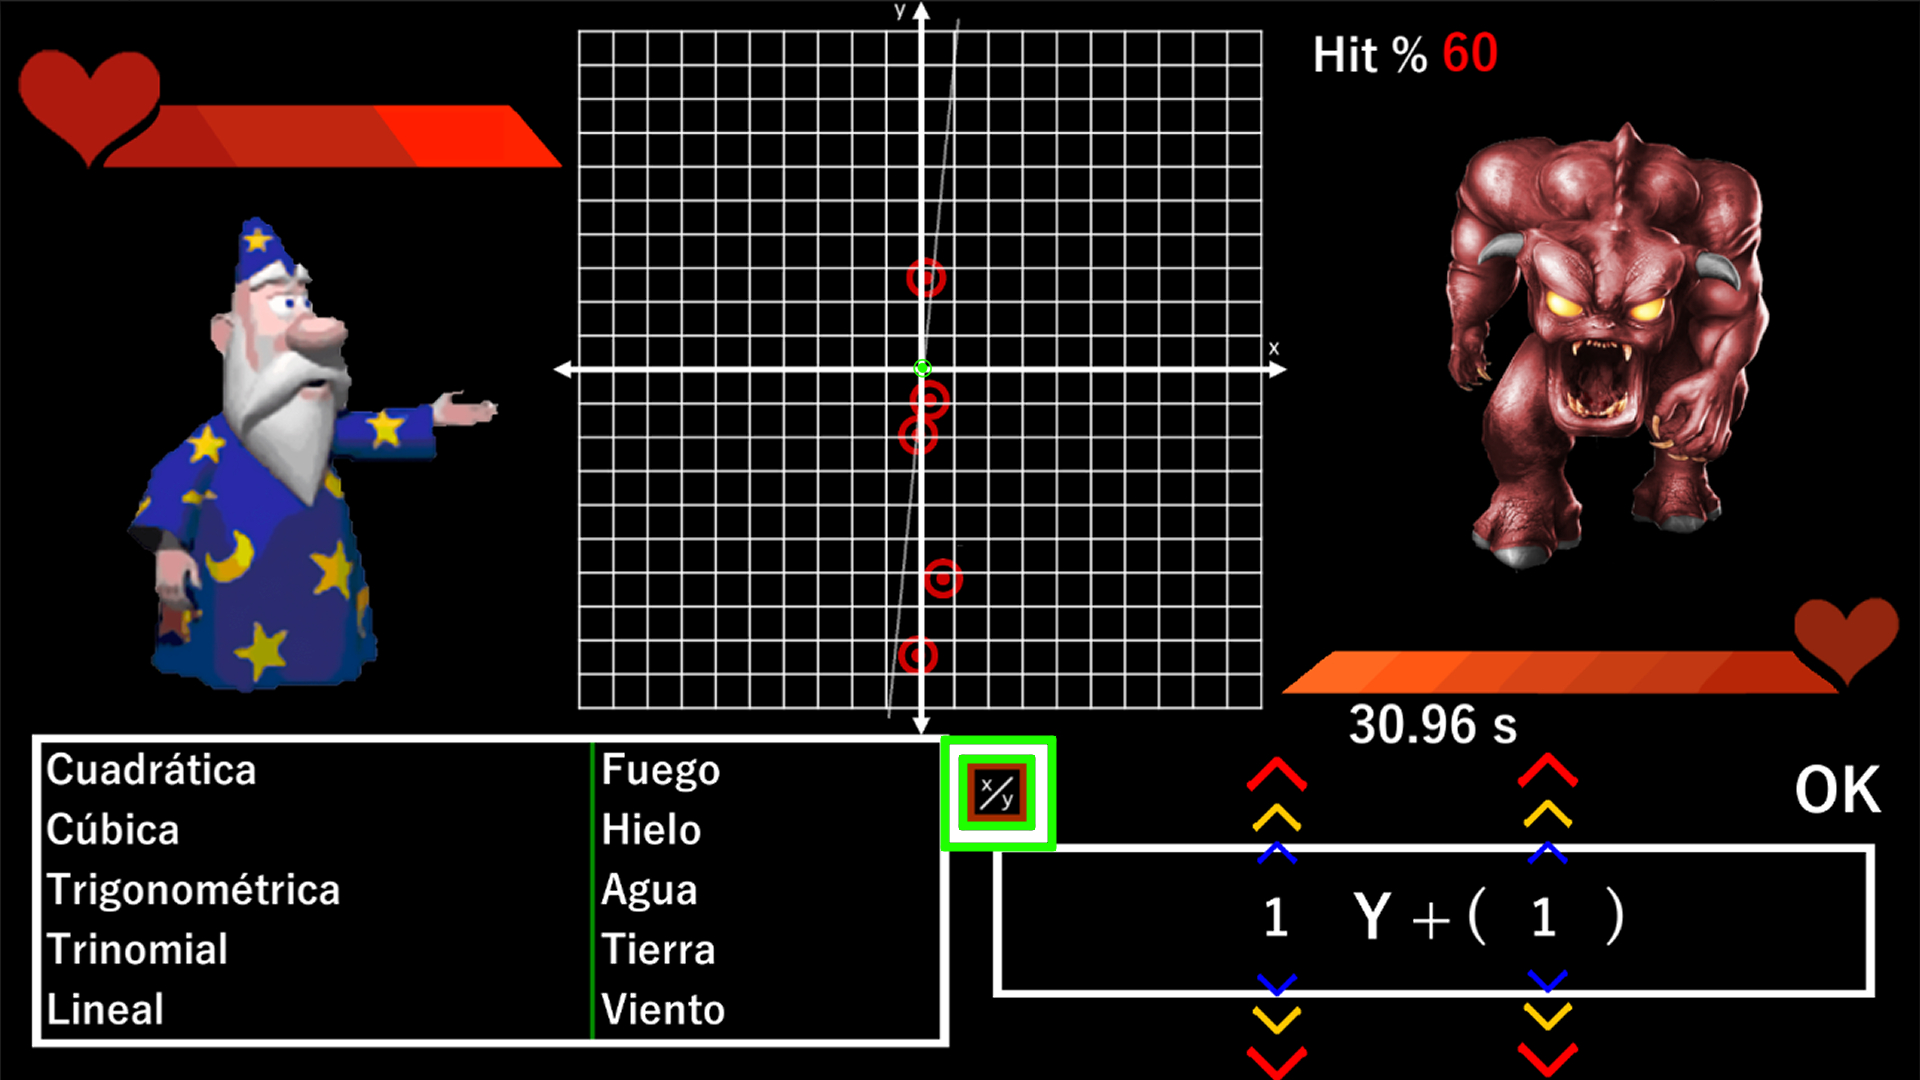 y
Hit % 60
x
30.96 s
Cuadrática
Cúbica
Trigonométrica
Trinomial
Lineal
Fuego
Hielo
Agua
Tierra
Viento
x/y
OK
1 Y + ( 1 )